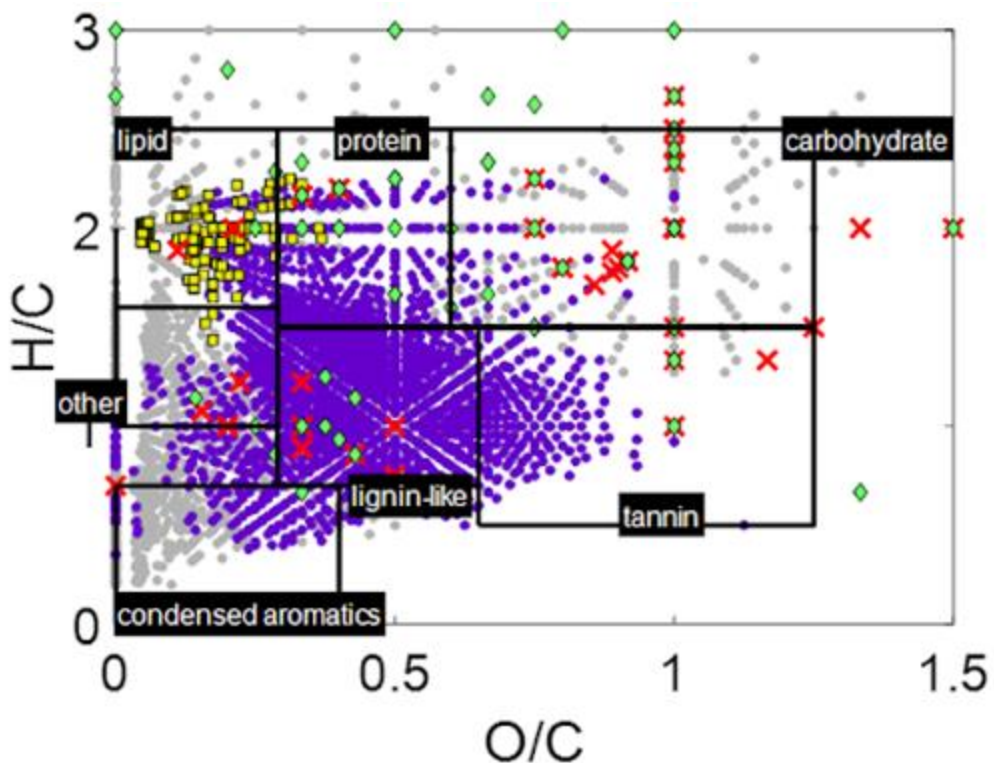 3
lipid
protein
carbohydrate
2
H/C
other
1
lignin-like
tannin
condensed aromatics
0
0
0.5
1
1.5
O/C